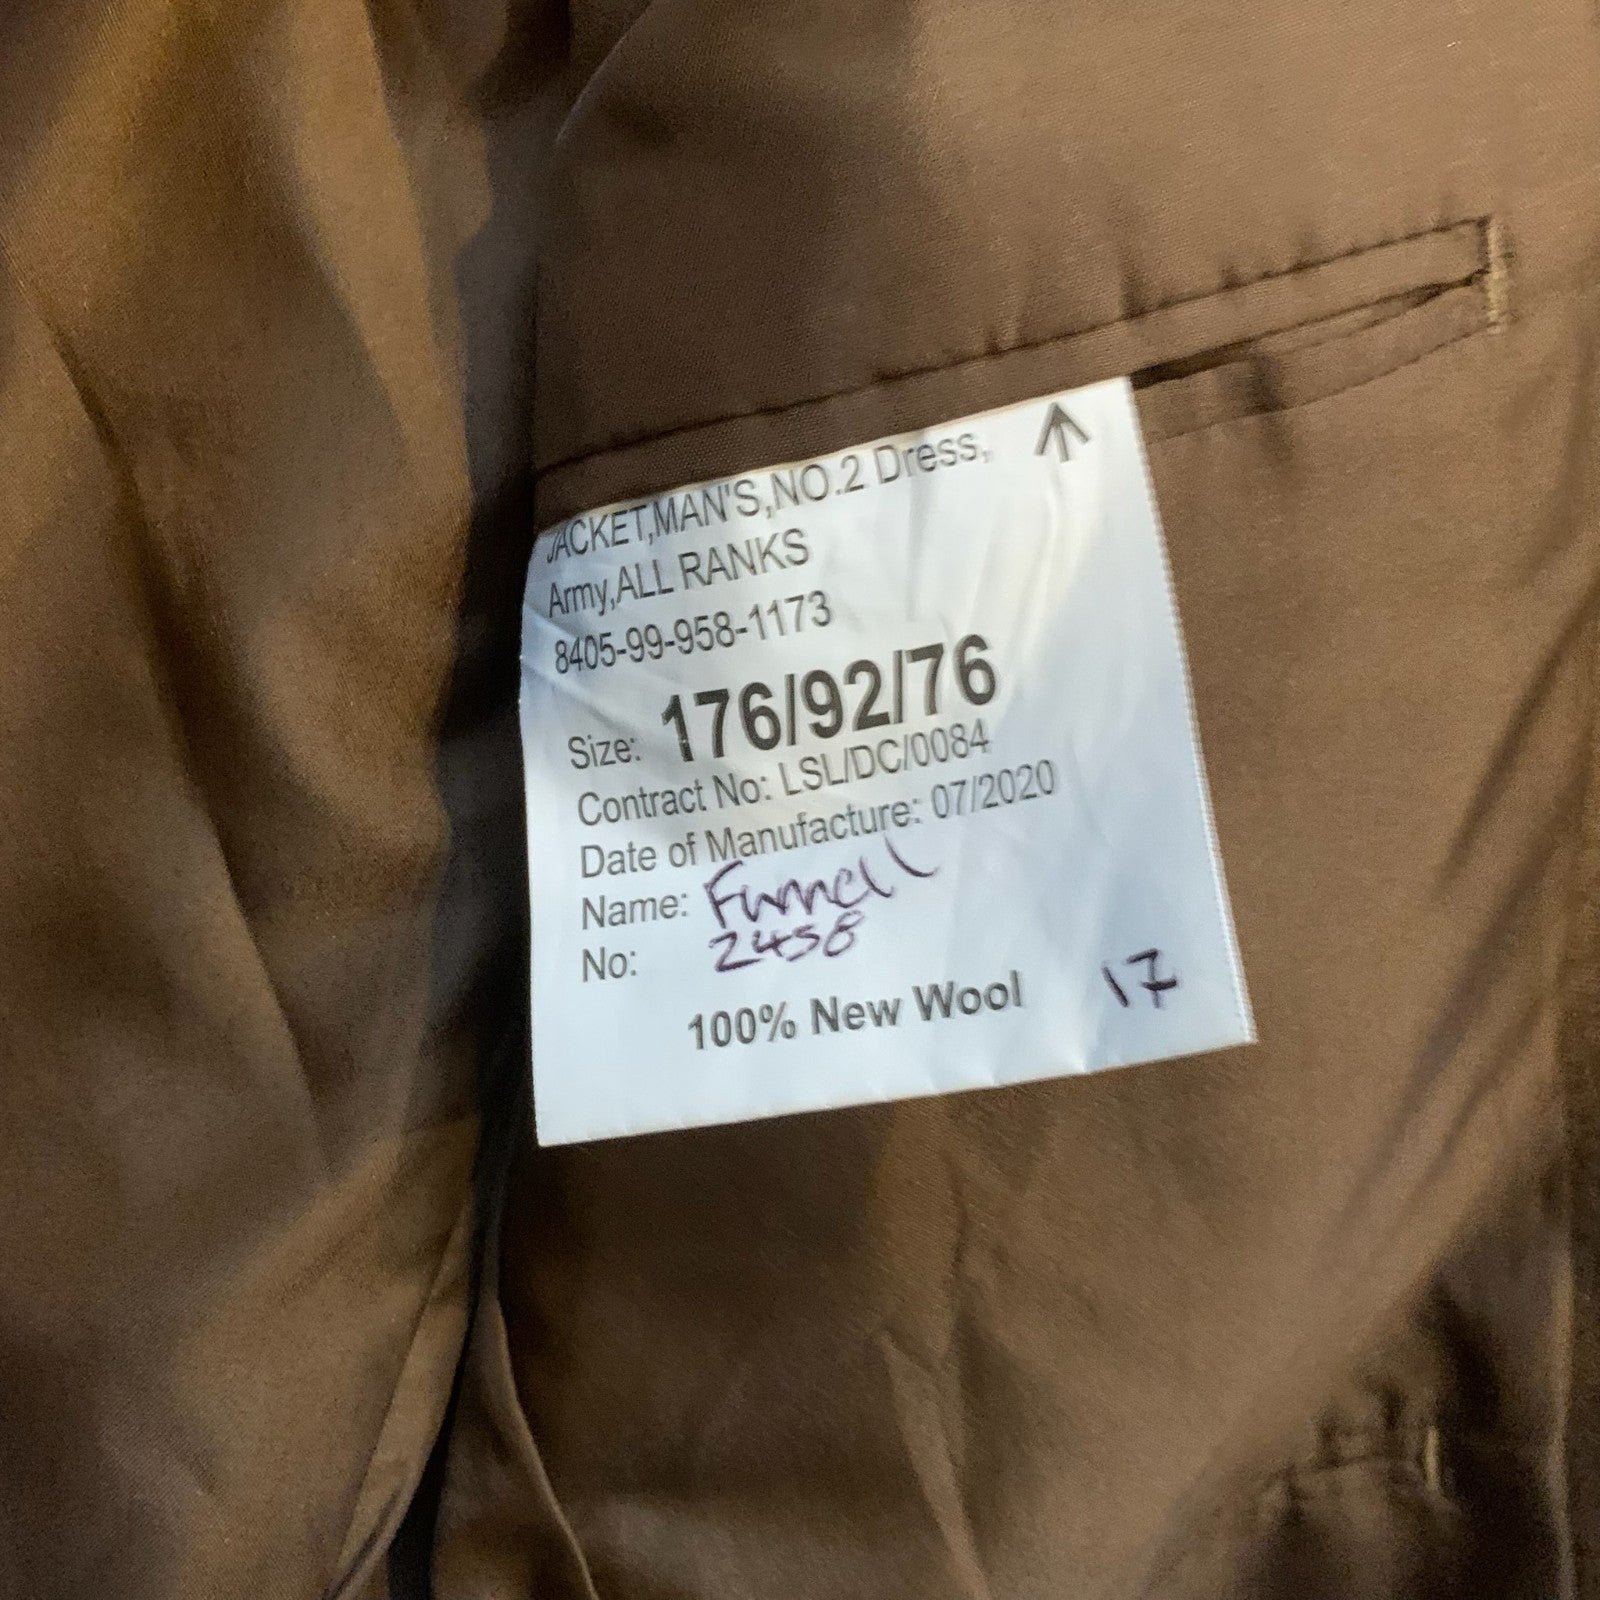 JACKET,MAN'S,NO.2 Dress,
Army,ALL RANKS
8405-99-958-1173
Size: 176/92/76
Contract No: LSL/DC/0084
Date of Manufacture: 07/2020
Name: Furnell
No: 2458
100% New Wool 17